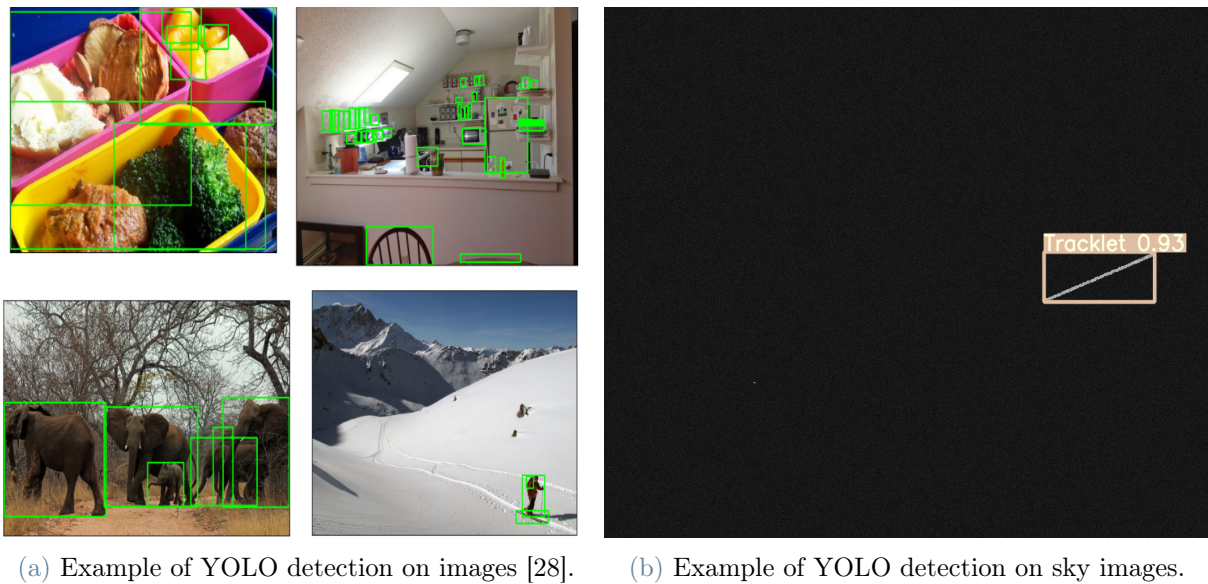 Tracklet 0.93
(a) Example of YOLO detection on images [28].
(b) Example of YOLO detection on sky images.